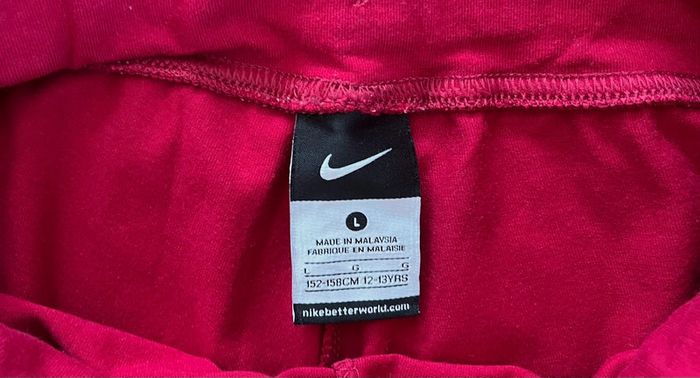 L
MADE IN MALAYSIA
FABRIQUE EN MALAISIE
L G G
152-158CM 12-13YRS
nikebetterworld.com